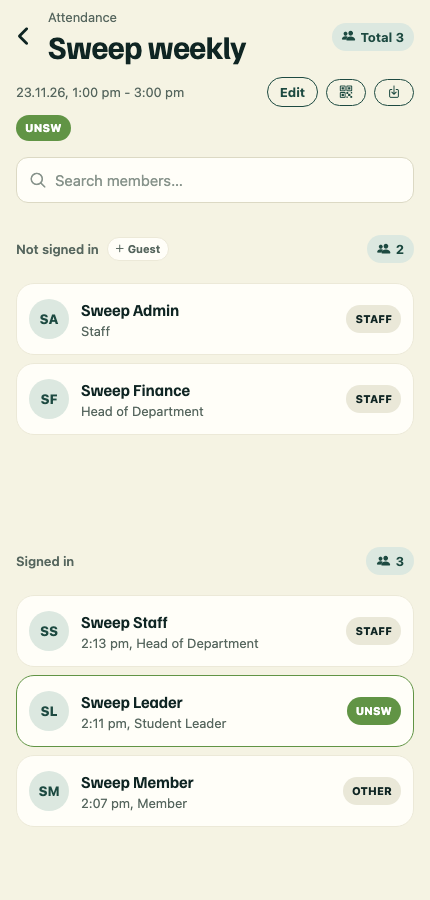 Attendance
Sweep weekly
Total 3
23.11.26, 1:00 pm - 3:00 pm
Edit
UNSW
Search members...
Not signed in
+ Guest
2
SA
Sweep Admin
Staff
STAFF
SF
Sweep Finance
Head of Department
STAFF
Signed in
3
SS
Sweep Staff
2:13 pm, Head of Department
STAFF
SL
Sweep Leader
2:11 pm, Student Leader
UNSW
SM
Sweep Member
2:07 pm, Member
OTHER